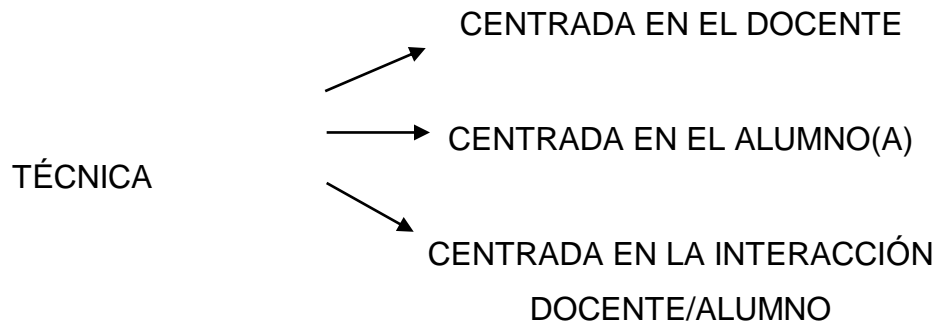 CENTRADA EN EL DOCENTE
CENTRADA EN EL ALUMNO(A)
TÉCNICA
CENTRADA EN LA INTERACCIÓN
DOCENTE/ALUMNO